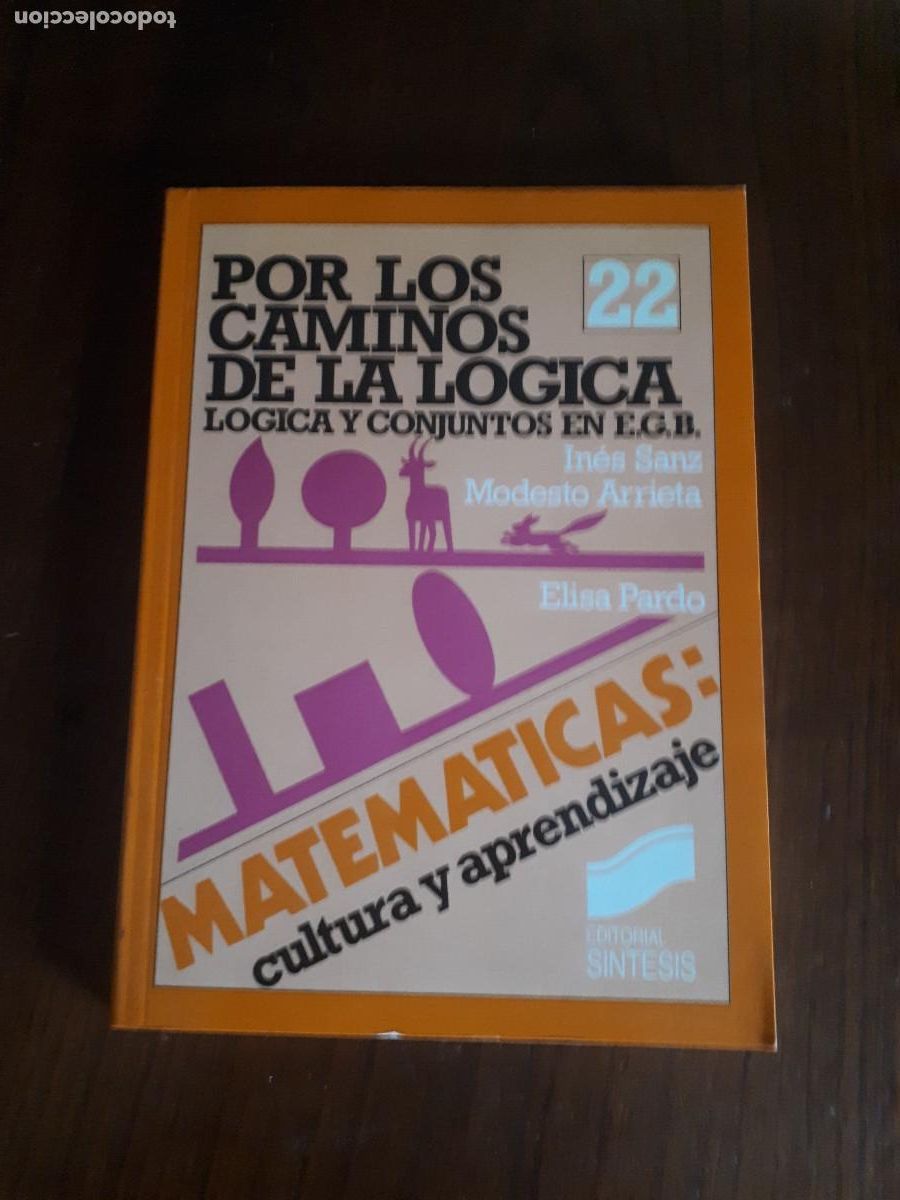 todocoleccion
POR LOS
CAMINOS
DE LA LOGICA
22
LOGICA Y CONJUNTOS EN E.G.B.
Inés Sanz
Modesto Arrieta
Elisa Pardo
MATEMATICAS:
cultura y aprendizaje
EDITORIAL
SINTESIS